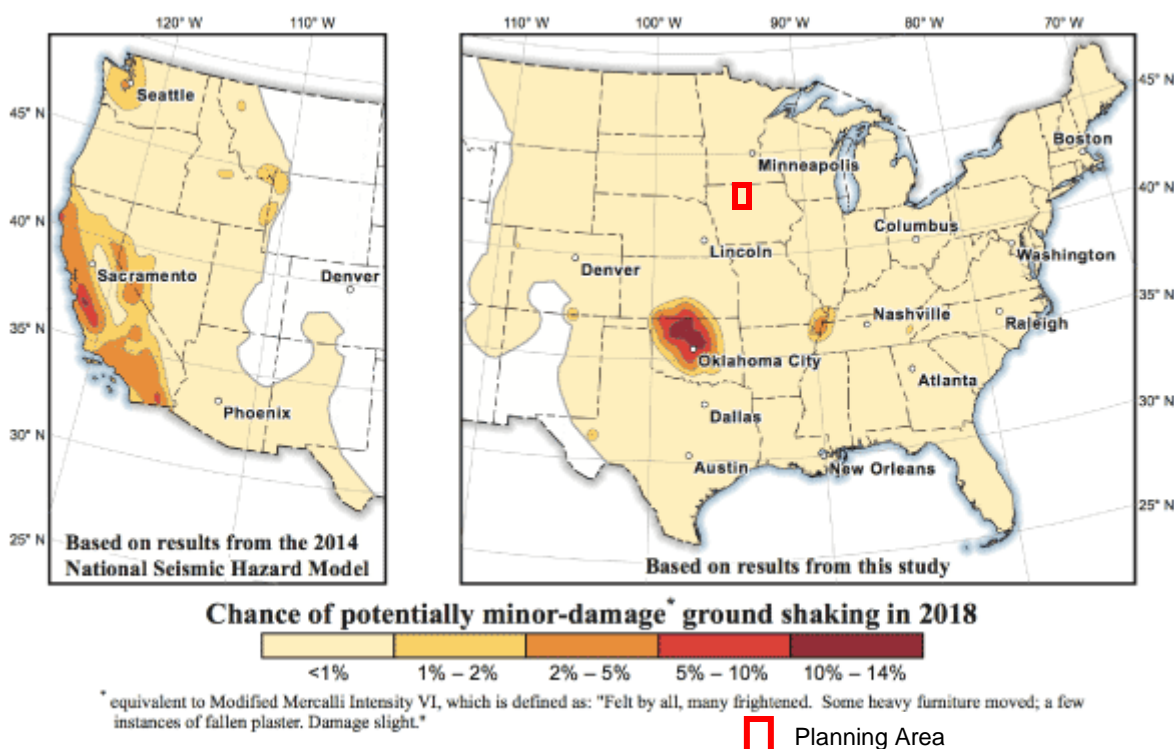 120° W 110° W
110° W 100° W 90° W 80° W 70° W
45° N
40° N
35° N
30° N
25° N
Seattle
Sacramento
Denver
Phoenix
Based on results from the 2014
National Seismic Hazard Model
45° N
40° N
35° N
30° N
25° N
Minneapolis
Boston
Columbus
Lincoln
Washington
Denver
Nashville
Raleigh
Oklahoma City
Atlanta
Dallas
Austin
New Orleans
Based on results from this study
Chance of potentially minor-damage* ground shaking in 2018
<1% 1% – 2% 2% – 5% 5% – 10% 10% – 14%
* equivalent to Modified Mercalli Intensity VI, which is defined as: "Felt by all, many frightened. Some heavy furniture moved; a few
instances of fallen plaster. Damage slight."
Planning Area